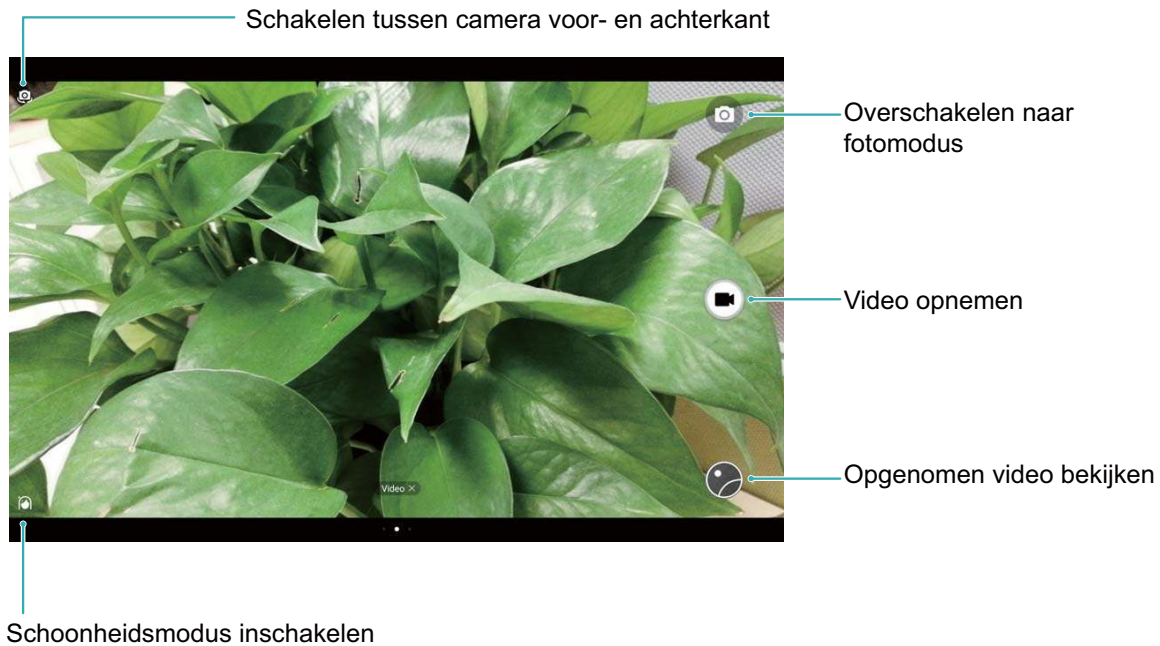 Schakelen tussen camera voor- en achterkant
Overschakelen naar
fotomodus
Video opnemen
Opgenomen video bekijken
Video ×
Schoonheidsmodus inschakelen